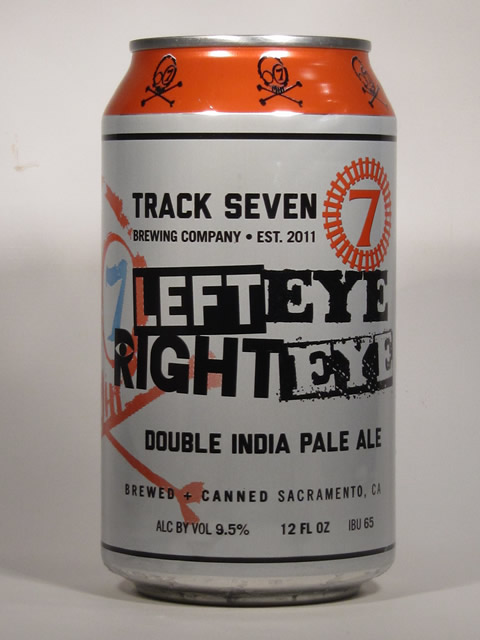 TRACK SEVEN
BREWING COMPANY • EST. 2011
7
7
LEFT EYE
RIGHT EYE
DOUBLE INDIA PALE ALE
BREWED + CANNED SACRAMENTO, CA
ALC BY VOL 9.5% 12 FL OZ IBU 65